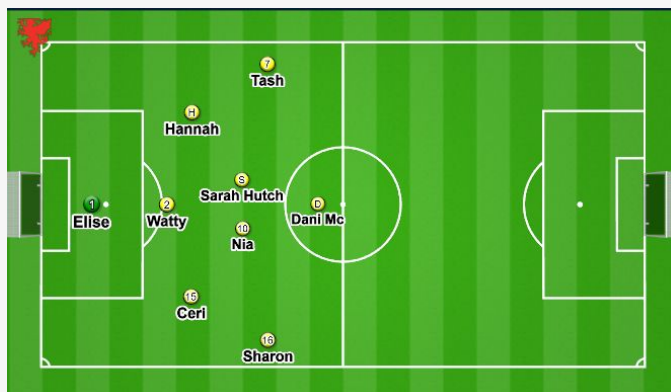 7
Tash
H
Hannah
S
Sarah Hutch
1
Elise
2
Watty
D
Dani Mc
10
Nia
15
Ceri
16
Sharon